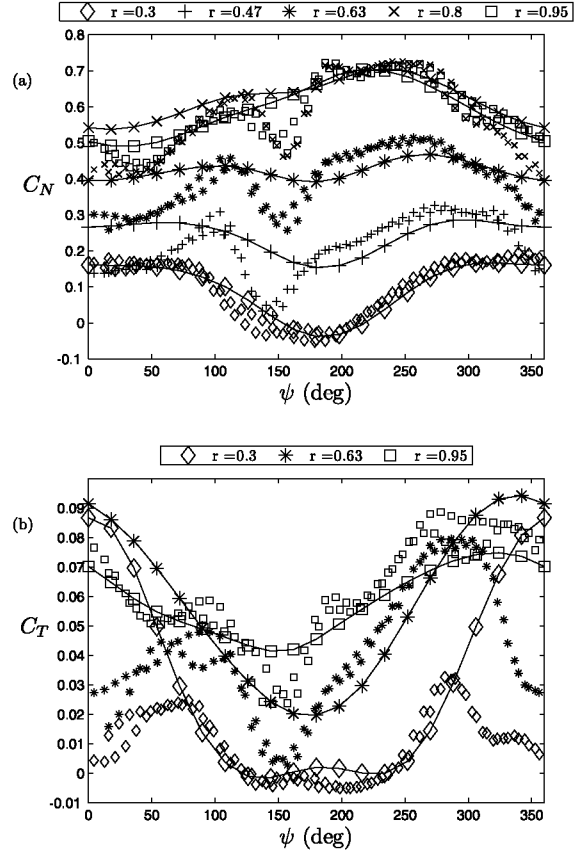 r =0.3 r =0.47 r =0.63 r =0.8 r =0.95
(a)
0.8
0.7
0.6
0.5
0.4
0.3
0.2
0.1
0
-0.1
C_N
0 50 100 150 200 250 300 350
ψ (deg)
r =0.3 r =0.63 r =0.95
(b)
0.09
0.08
0.07
0.06
0.05
0.04
0.03
0.02
0.01
0
-0.01
C_T
0 50 100 150 200 250 300 350
ψ (deg)